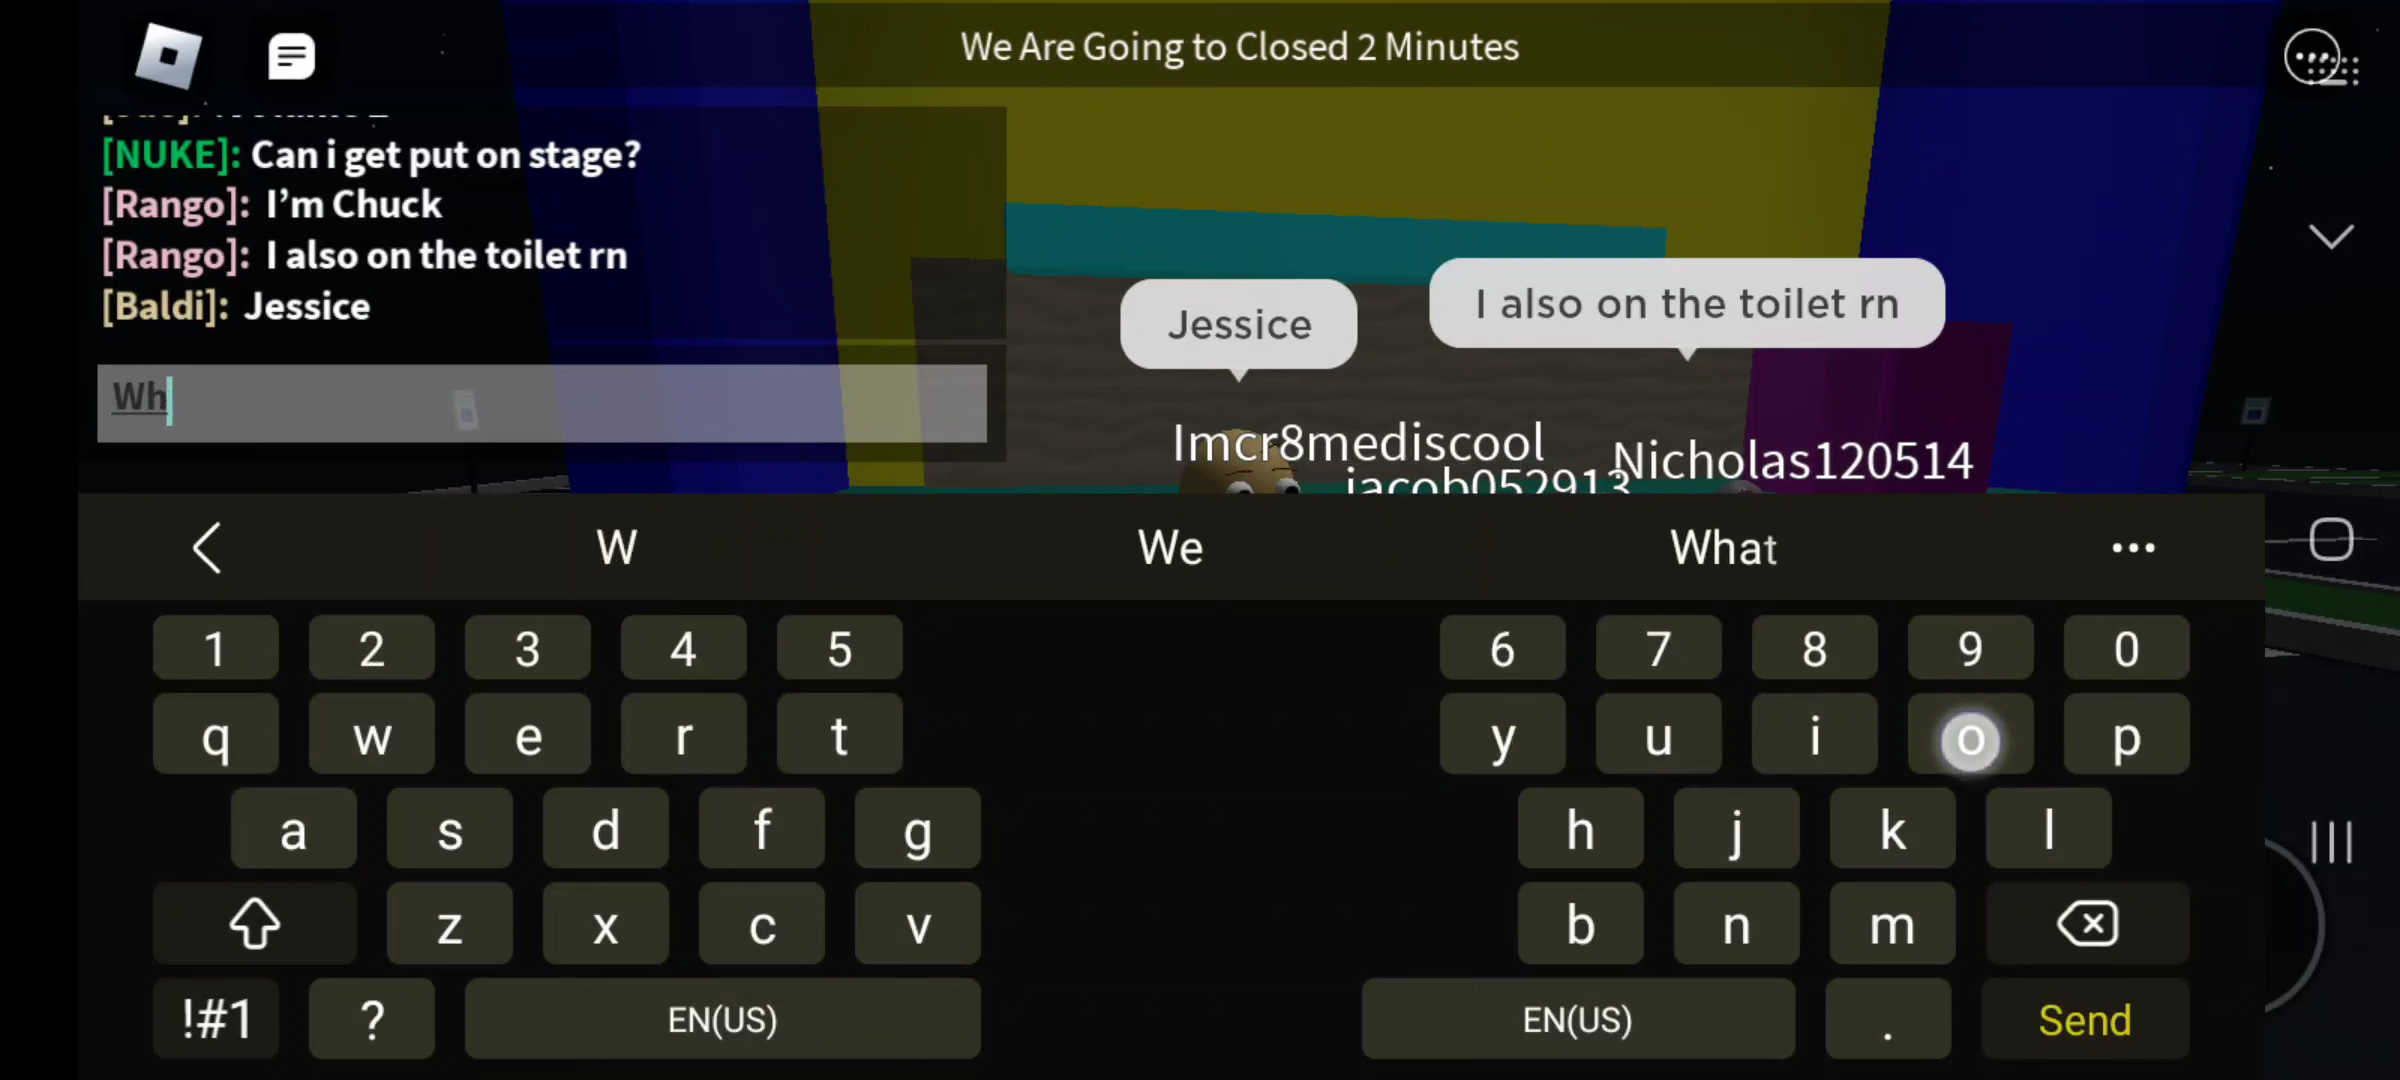 We Are Going to Closed 2 Minutes
[NUKE]: Can i get put on stage?
[Rango]: I’m Chuck
[Rango]: I also on the toilet rn
[Baldi]: Jessice
Wh
Jessice
I also on the toilet rn
Imcr8mediscool
Nicholas120514
jacob052913
W We What
1 2 3 4 5 6 7 8 9 0
q w e r t y u i o p
a s d f g h j k l
z x c v b n m
!#1 ? EN(US) EN(US) . Send